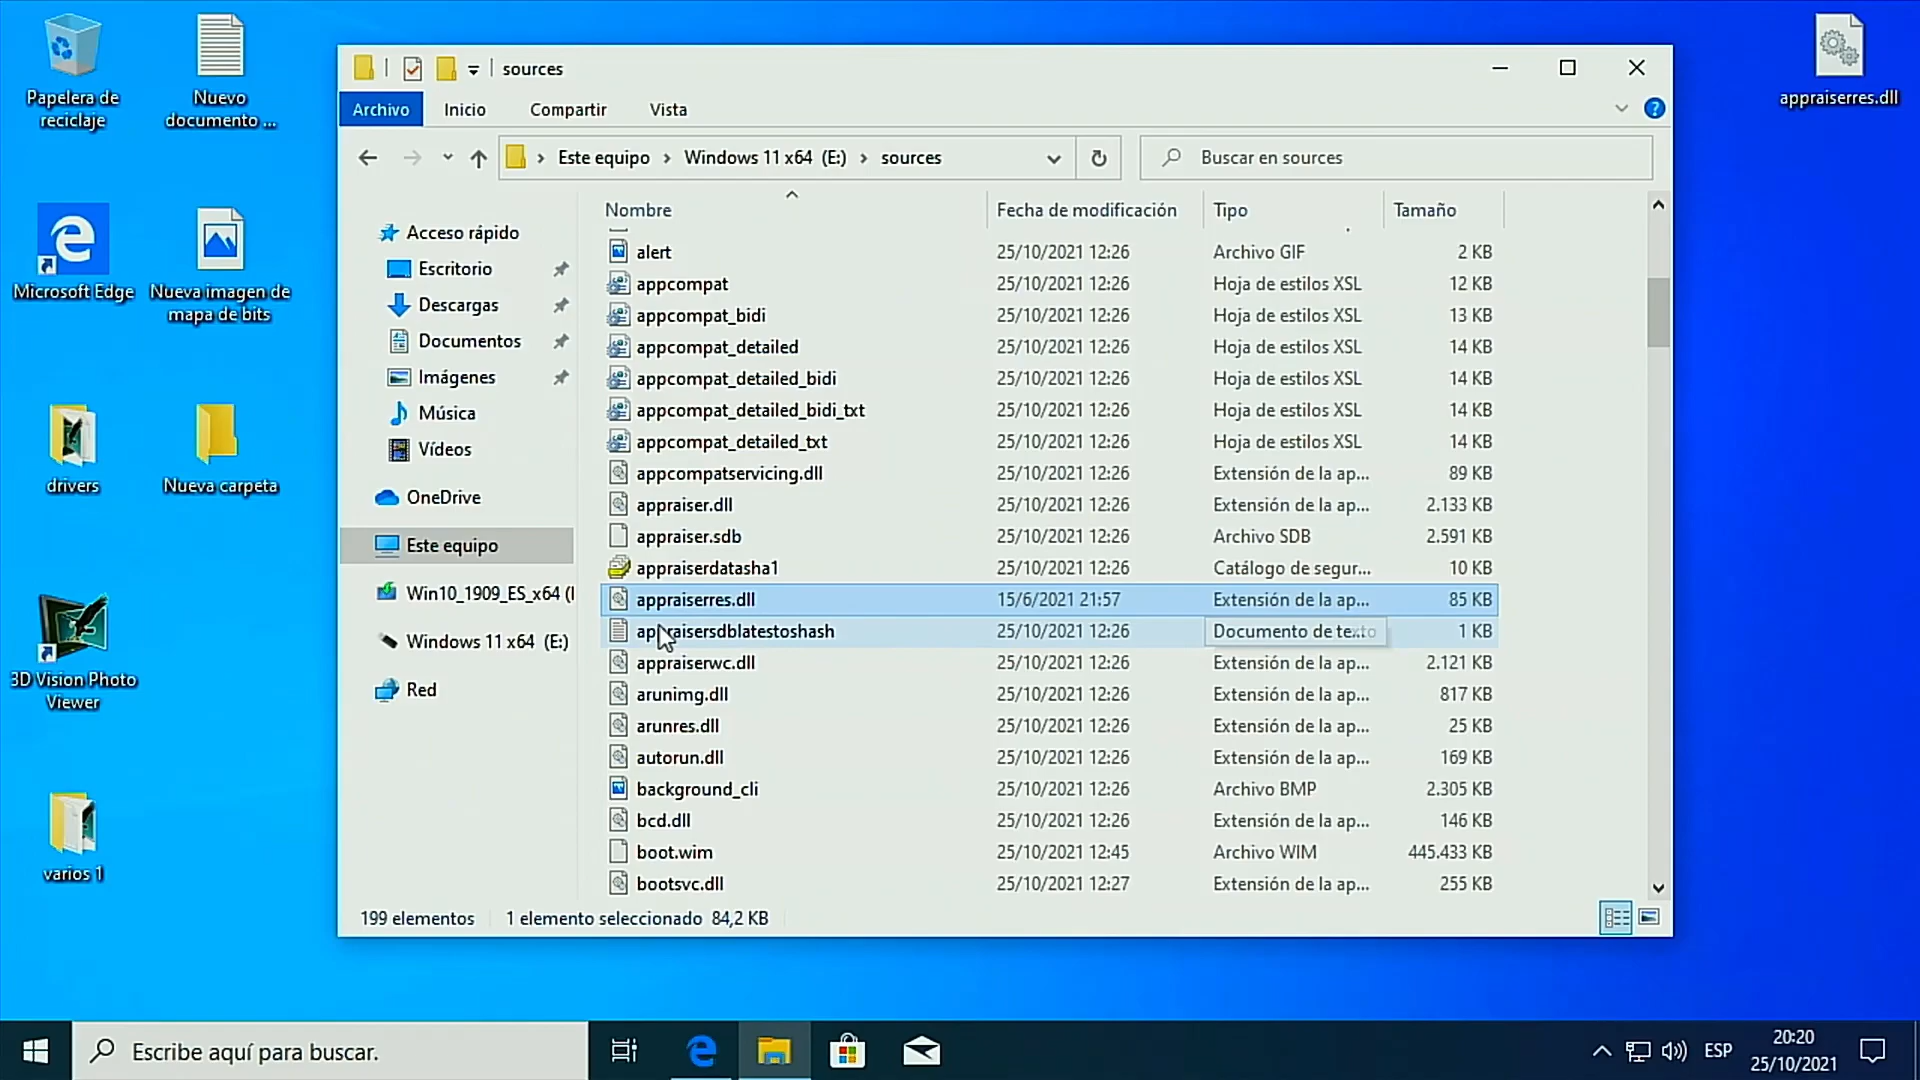 Papelera de
reciclaje
Nuevo
documento ...
Microsoft Edge
Nueva imagen de
mapa de bits
drivers
Nueva carpeta
3D Vision Photo
Viewer
varios 1
appraiserres.dll
sources
Archivo Inicio Compartir Vista
Este equipo Windows 11 x64 (E:) sources
Buscar en sources
Acceso rápido
Escritorio
Descargas
Documentos
Imágenes
Música
Vídeos
OneDrive
Este equipo
Win10_1909_ES_x64 (
Windows 11 x64 (E:)
Red
Nombre Fecha de modificación Tipo Tamaño
alert 25/10/2021 12:26 Archivo GIF 2 KB
appcompat 25/10/2021 12:26 Hoja de estilos XSL 12 KB
appcompat_bidi 25/10/2021 12:26 Hoja de estilos XSL 13 KB
appcompat_detailed 25/10/2021 12:26 Hoja de estilos XSL 14 KB
appcompat_detailed_bidi 25/10/2021 12:26 Hoja de estilos XSL 14 KB
appcompat_detailed_bidi_txt 25/10/2021 12:26 Hoja de estilos XSL 14 KB
appcompat_detailed_txt 25/10/2021 12:26 Hoja de estilos XSL 14 KB
appcompatservicing.dll 25/10/2021 12:26 Extensión de la ap... 89 KB
appraiser.dll 25/10/2021 12:26 Extensión de la ap... 2.133 KB
appraiser.sdb 25/10/2021 12:26 Archivo SDB 2.591 KB
appraiserdatasha1 25/10/2021 12:26 Catálogo de segur... 10 KB
appraiserres.dll 15/6/2021 21:57 Extensión de la ap... 85 KB
appraisersdblatestoshash 25/10/2021 12:26 Documento de texto 1 KB
appraiserwc.dll 25/10/2021 12:26 Extensión de la ap... 2.121 KB
arunimg.dll 25/10/2021 12:26 Extensión de la ap... 817 KB
arunres.dll 25/10/2021 12:26 Extensión de la ap... 25 KB
autorun.dll 25/10/2021 12:26 Extensión de la ap... 169 KB
background_cli 25/10/2021 12:26 Archivo BMP 2.305 KB
bcd.dll 25/10/2021 12:26 Extensión de la ap... 146 KB
boot.wim 25/10/2021 12:45 Archivo WIM 445.433 KB
bootsvc.dll 25/10/2021 12:27 Extensión de la ap... 255 KB
199 elementos 1 elemento seleccionado 84,2 KB
Escribe aquí para buscar.
ESP
20:20
25/10/2021